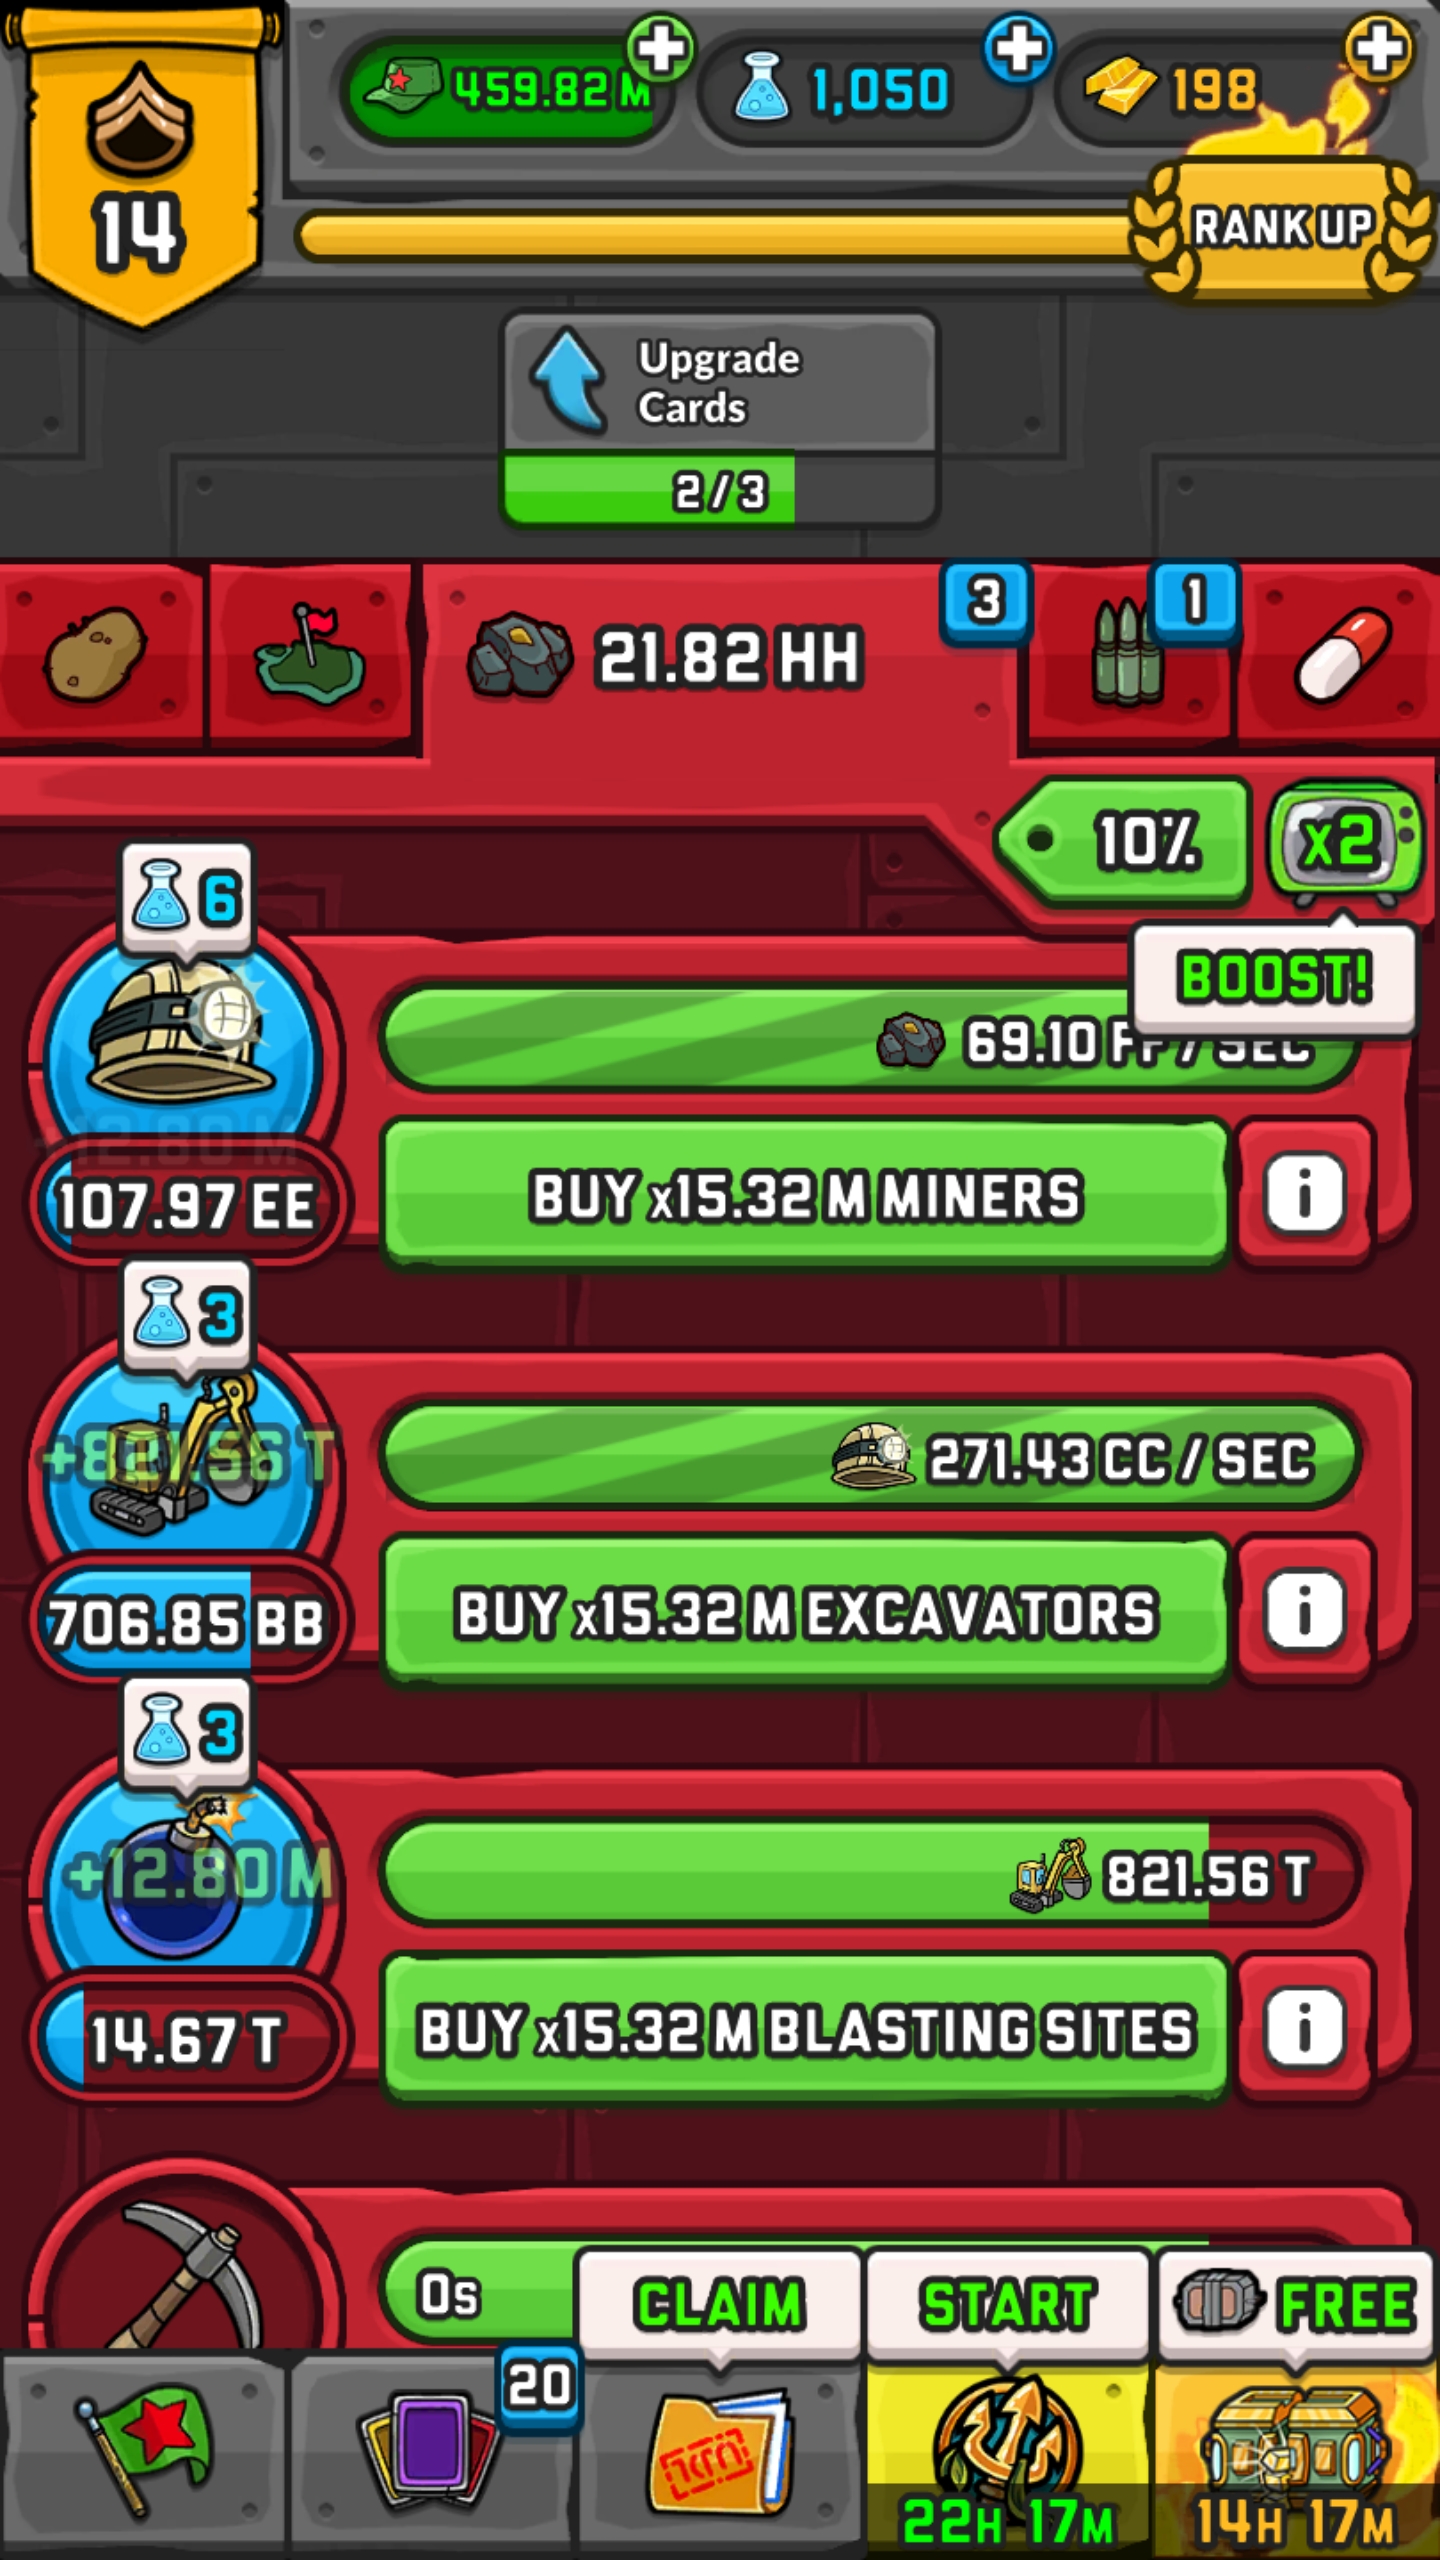 459.82 M
1,050
198
14
RANK UP
Upgrade
Cards
2/3
21.82 HH
3
1
10%
x2
BOOST!
6
69.10 FF / SEC
+12.80 M
107.97 EE
BUY x15.32 M MINERS
3
+821.56 T
271.43 CC / SEC
706.85 BB
BUY x15.32 M EXCAVATORS
3
+12.80 M
821.56 T
14.67 T
BUY x15.32 M BLASTING SITES
0s
CLAIM
START
FREE
20
22H 17M
14H 17M